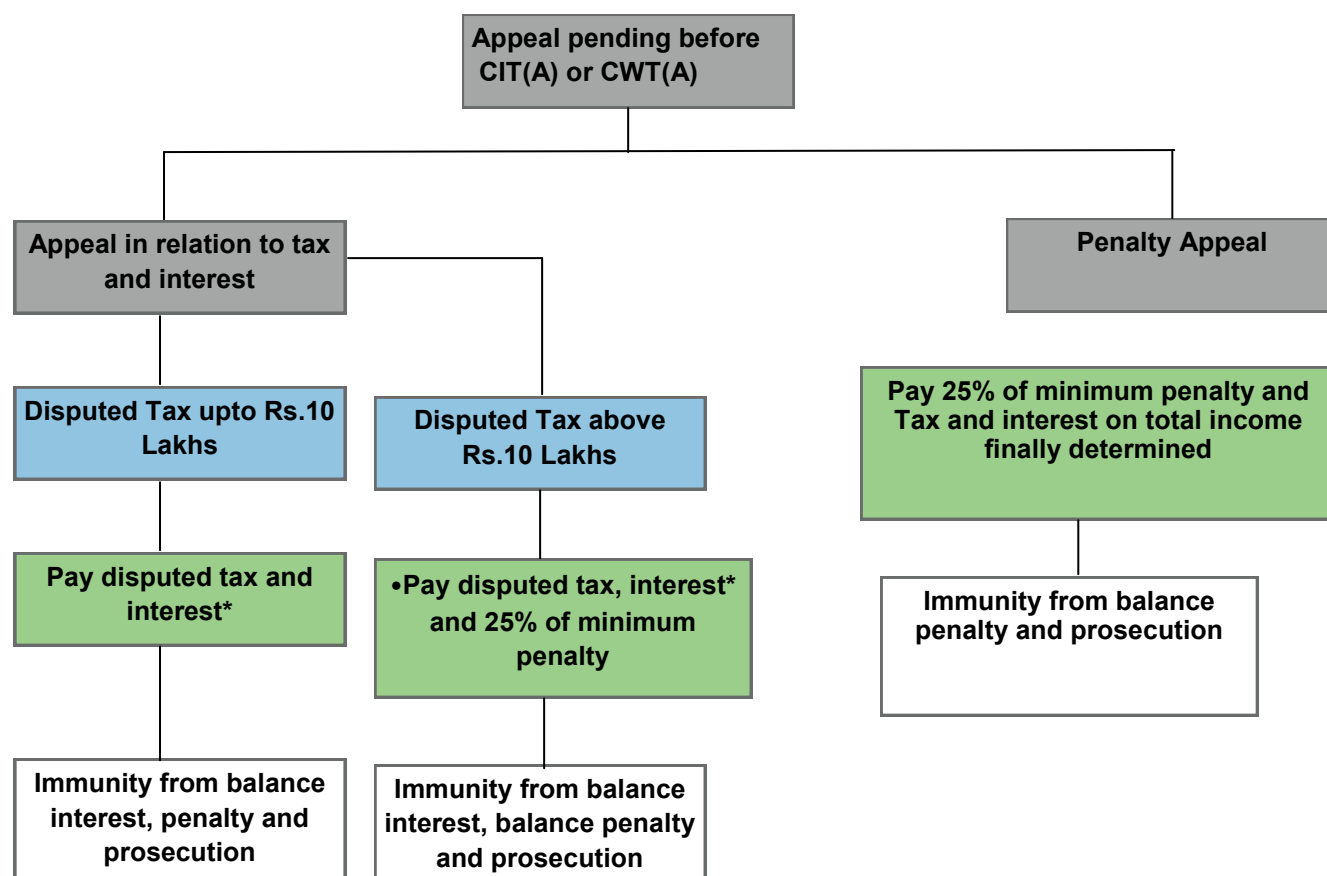 Appeal pending before
CIT(A) or CWT(A)
Appeal in relation to tax
and interest
Penalty Appeal
Disputed Tax upto Rs.10
Lakhs
Disputed Tax above
Rs.10 Lakhs
Pay 25% of minimum penalty and
Tax and interest on total income
finally determined
Pay disputed tax and
interest*
•Pay disputed tax, interest*
and 25% of minimum
penalty
Immunity from balance
penalty and prosecution
Immunity from balance
interest, penalty and
prosecution
Immunity from balance
interest, balance penalty
and prosecution